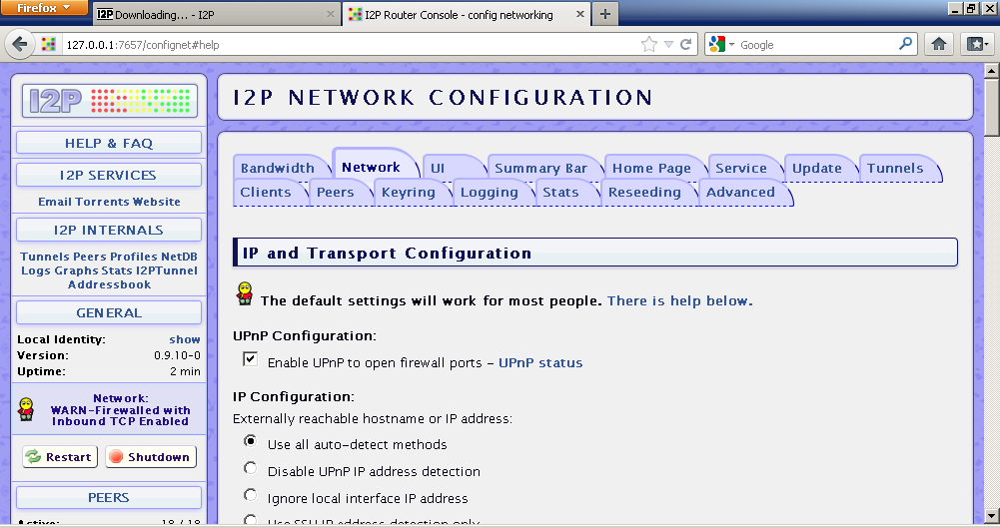 Firefox
I2P Downloading... - I2P
I2P Router Console - config networking
127.0.0.1:7657/confignet#help
Google
I2P
HELP & FAQ
I2P SERVICES
Email Torrents Website
I2P INTERNALS
Tunnels Peers Profiles NetDB
Logs Graphs Stats I2PTunnel
Addressbook
GENERAL
Local Identity: show
Version: 0.9.10-0
Uptime: 2 min
Network:
WARN-Firewalled with
Inbound TCP Enabled
Restart Shutdown
PEERS
Active: 18 / 18
I2P NETWORK CONFIGURATION
Bandwidth Network UI Summary Bar Home Page Service Update Tunnels
Clients Peers Keyring Logging Stats Reseeding Advanced
IP and Transport Configuration
The default settings will work for most people. There is help below.
UPnP Configuration:
Enable UPnP to open firewall ports - UPnP status
IP Configuration:
Externally reachable hostname or IP address:
Use all auto-detect methods
Disable UPnP IP address detection
Ignore local interface IP address
Use SSU IP address detection only